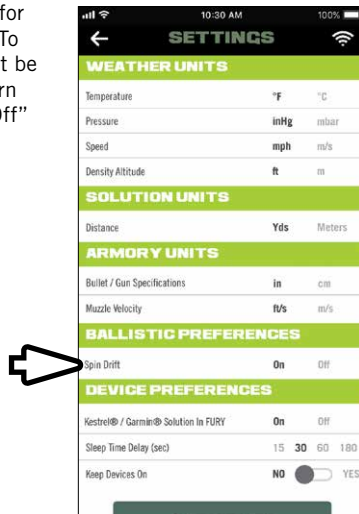 for
To
t be
rn
Off"
10:30 AM 100%
SETTINGS
WEATHER UNITS
Temperature °F °C
Pressure inHg mbar
Speed mph m/s
Density Altitude ft m
SOLUTION UNITS
Distance Yds Meters
ARMORY UNITS
Bullet / Gun Specifications in cm
Muzzle Velocity ft/s m/s
BALLISTIC PREFERENCES
Spin Drift On Off
DEVICE PREFERENCES
Kestrel® / Garmin® Solution In FURY On Off
Sleep Time Delay (sec) 15 30 60 180
Keep Devices On NO YES